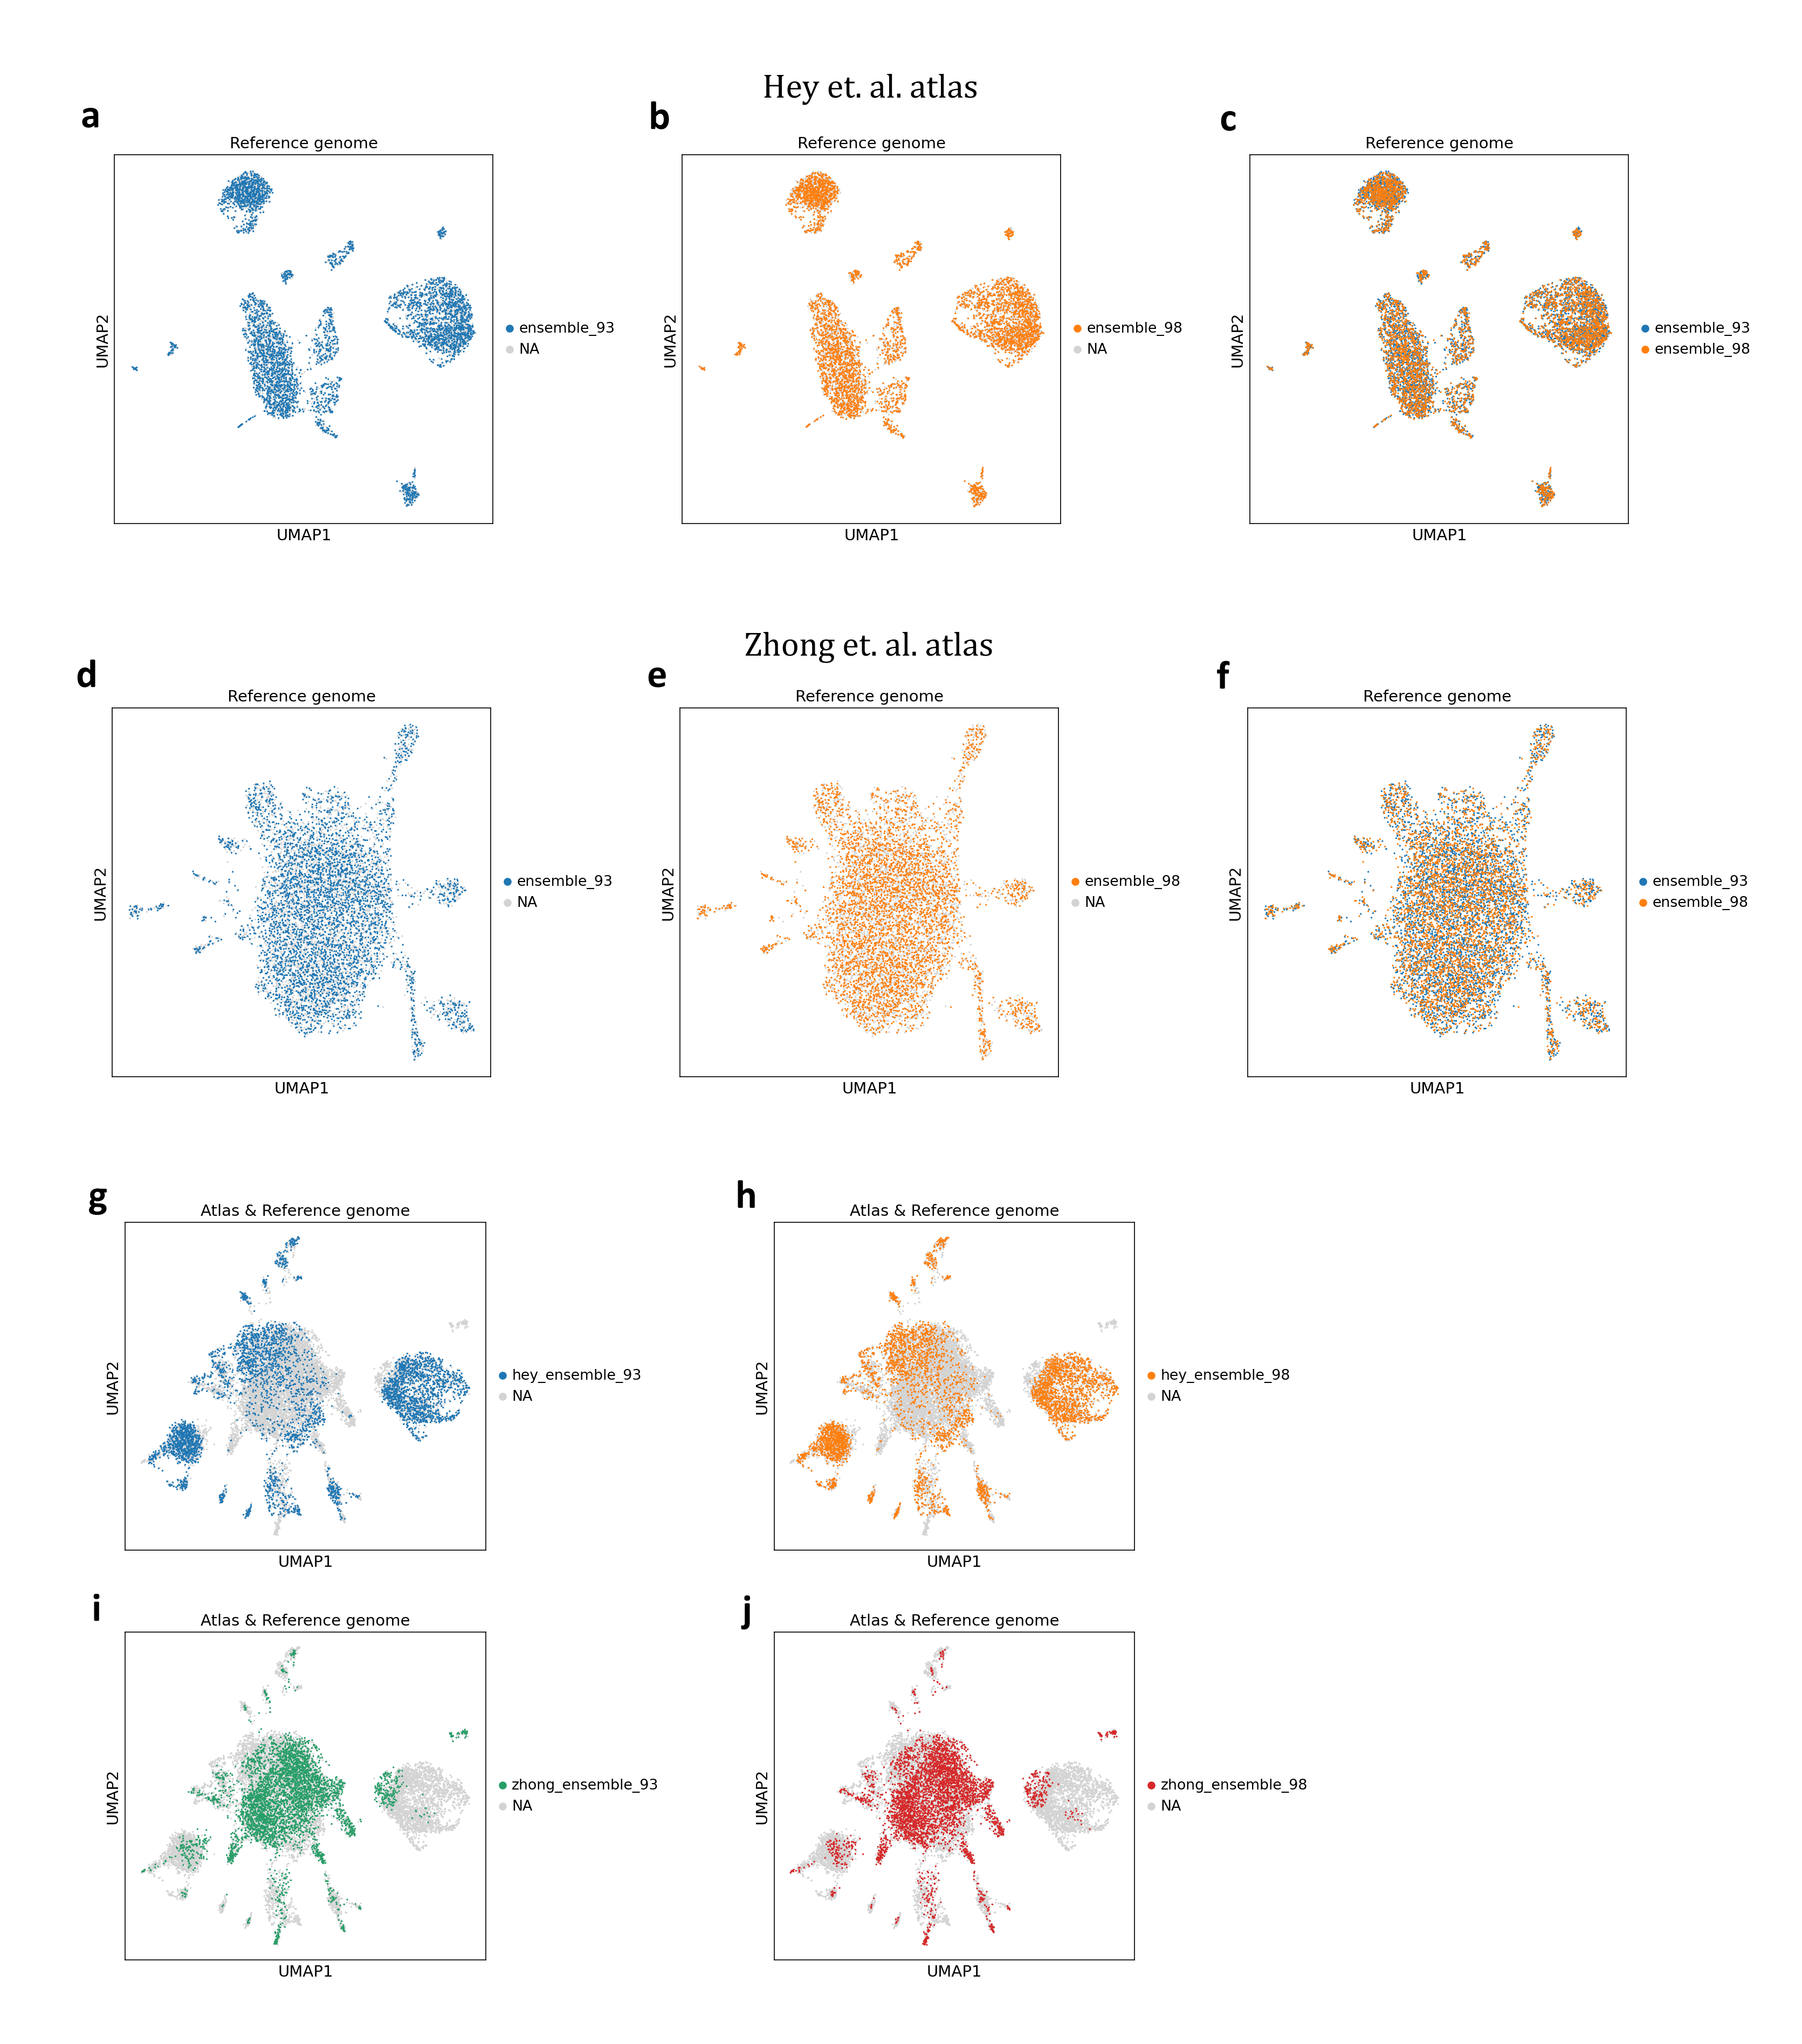 Hey et. al. atlas
a
b
c
Reference genome
Reference genome
Reference genome
UMAP2
UMAP2
UMAP2
ensemble_93
NA
ensemble_98
NA
ensemble_93
ensemble_98
UMAP1
UMAP1
UMAP1
Zhong et. al. atlas
d
e
f
Reference genome
Reference genome
Reference genome
UMAP2
UMAP2
UMAP2
ensemble_93
NA
ensemble_98
NA
ensemble_93
ensemble_98
UMAP1
UMAP1
UMAP1
g
h
Atlas & Reference genome
Atlas & Reference genome
UMAP2
UMAP2
hey_ensemble_93
NA
hey_ensemble_98
NA
UMAP1
UMAP1
i
j
Atlas & Reference genome
Atlas & Reference genome
UMAP2
UMAP2
zhong_ensemble_93
NA
zhong_ensemble_98
NA
UMAP1
UMAP1